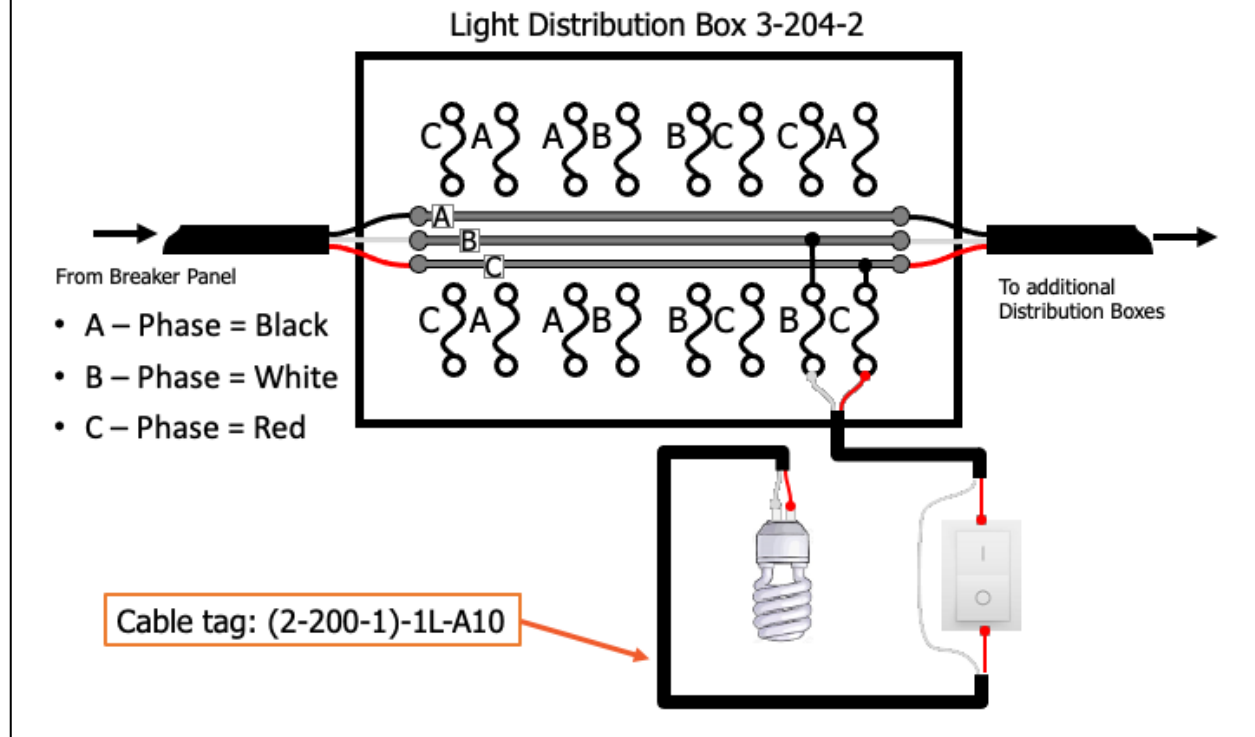 Light Distribution Box 3-204-2
C A A B B C C A
A
B
C
From Breaker Panel
• A – Phase = Black
• B – Phase = White
• C – Phase = Red
C A A B B C B C
To additional
Distribution Boxes
Cable tag: (2-200-1)-1L-A10